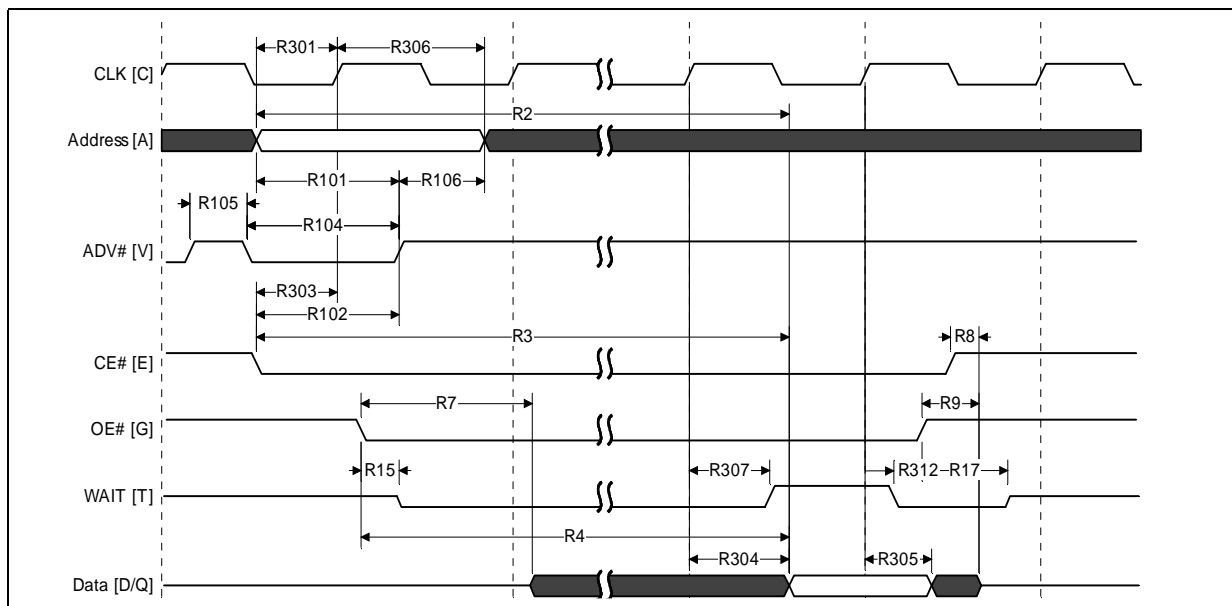 R301
R306
CLK [C]
R2
Address [A]
R101
R106
R105
R104
ADV# [V]
R303
R102
R3
R8
CE# [E]
R7
R9
OE# [G]
R15
R307
R312
R17
WAIT [T]
R4
R304
R305
Data [D/Q]